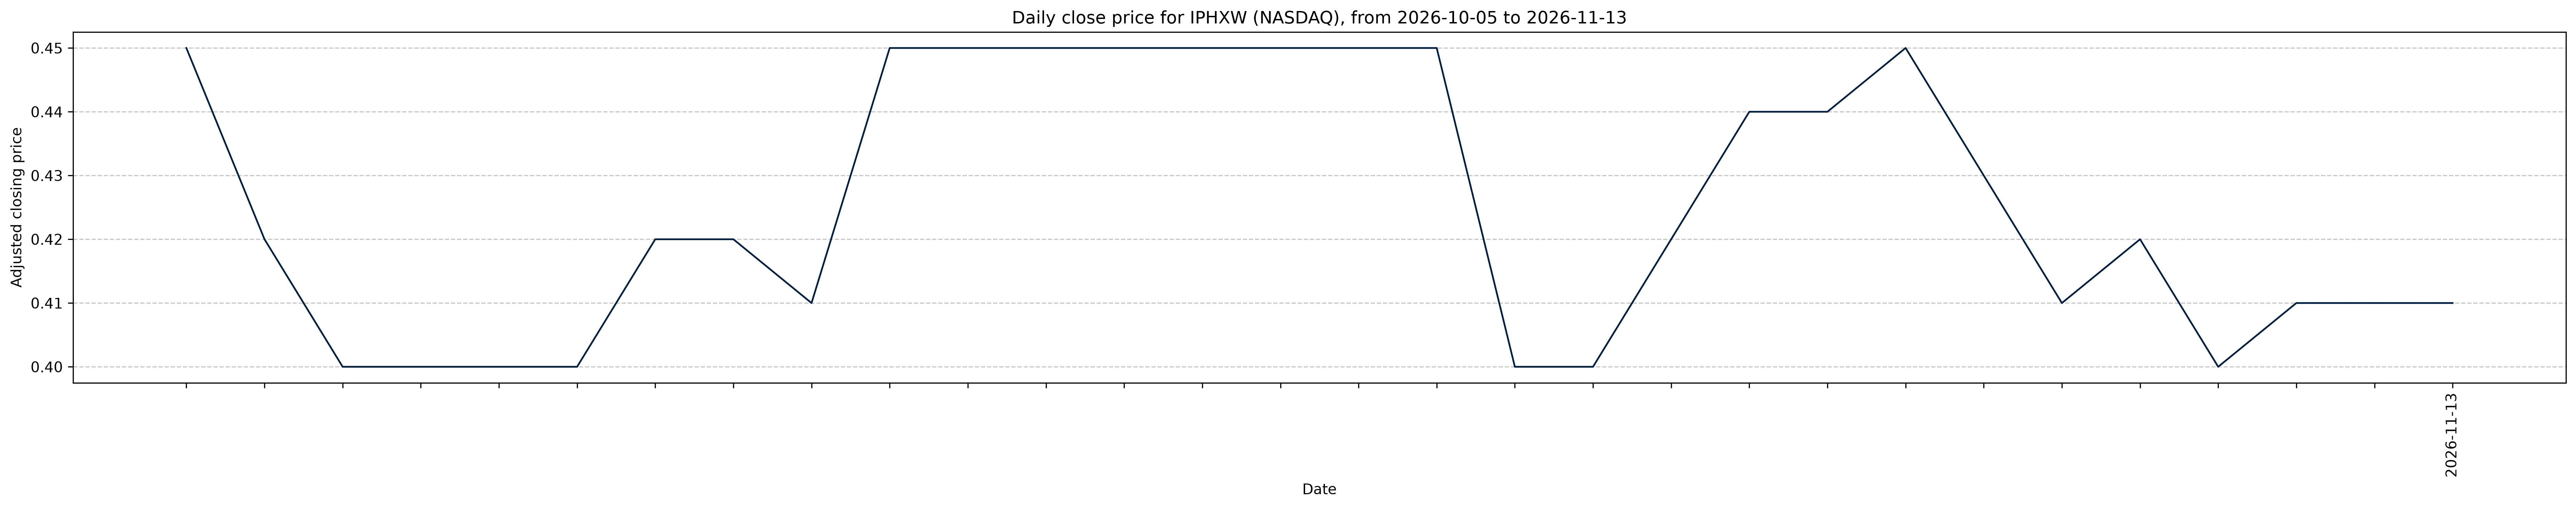 Daily close price for IPHXW (NASDAQ), from 2026-10-05 to 2026-11-13
Adjusted closing price
0.45
0.44
0.43
0.42
0.41
0.40
2026-11-13
Date